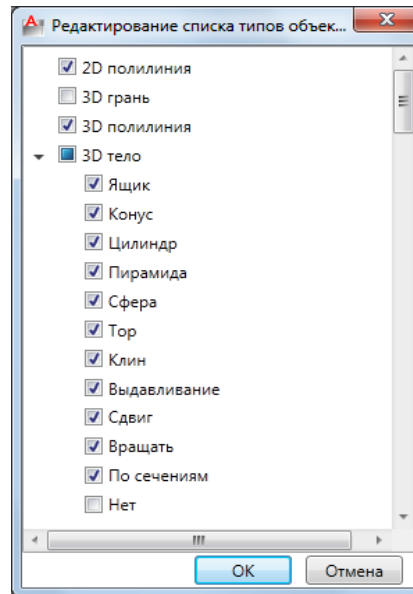 Редактирование списка типов объек...
2D полилиния
3D грань
3D полилиния
3D тело
Ящик
Конус
Цилиндр
Пирамида
Сфера
Тор
Клин
Выдавливание
Сдвиг
Вращать
По сечениям
Нет
OK
Отмена